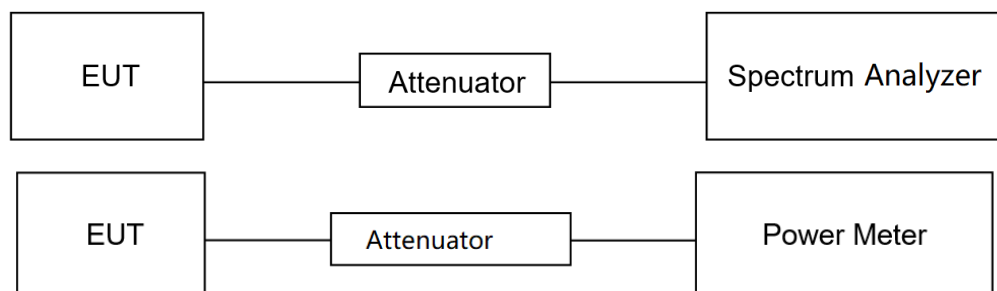 EUT
Attenuator
Spectrum Analyzer
EUT
Attenuator
Power Meter